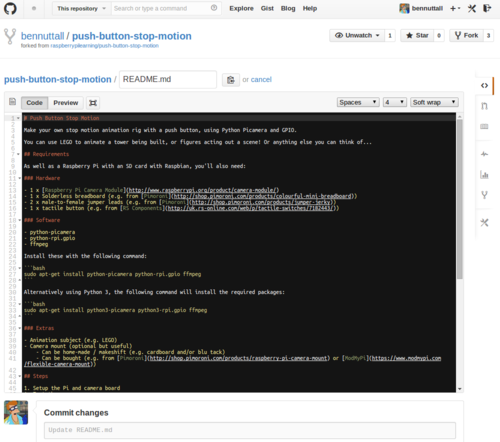 This repository Search or type a command Explore Gist Blog Help bennuttall
bennuttall / push-button-stop-motion Unwatch 1 Star 0 Fork 3
forked from raspberrypilearning/push-button-stop-motion
push-button-stop-motion / README.md or cancel
Code Preview Spaces 4 Soft wrap
# Push Button Stop Motion
Make your own stop motion animation rig with a push button, using Python Picamera and GPIO.
You can use LEGO to animate a tower being built, or figures acting out a scene! Or anything else you can think of...
## Requirements
As well as a Raspberry Pi with an SD card with Raspbian, you'll also need:
### Hardware
- 1 x [Raspberry Pi Camera Module](http://www.raspberrypi.org/product/camera-module/)
- 1 x Solderless breadboard (e.g. from [Pimoroni](http://shop.pimoroni.com/products/colourful-mini-breadboard))
- 2 x male-to-female jumper leads (e.g. from [Pimoroni](http://shop.pimoroni.com/products/jumper-jerky))
- 1 x tactile button (e.g. from [RS Components](http://uk.rs-online.com/web/p/tactile-switches/7182443/))
### Software
- python-picamera
- python-rpi.gpio
- ffmpeg
Install these with the following command:
```bash
sudo apt-get install python-picamera python-rpi.gpio ffmpeg
```
Alternatively using Python 3, the following command will install the required packages:
```bash
sudo apt-get install python3-picamera python3-rpi.gpio ffmpeg
```
### Extras
- Animation subject (e.g. LEGO)
- Camera mount (optional but useful)
- Can be home-made / makeshift (e.g. cardboard and/or blu tack)
- Can be bought (e.g. from [Pimoroni](http://shop.pimoroni.com/products/raspberry-pi-camera-mount) or [ModMyPi](https://www.modmypi.com
/flexible-camera-mount))
## Steps
1. Setup the Pi and camera board
Commit changes
Update README.md